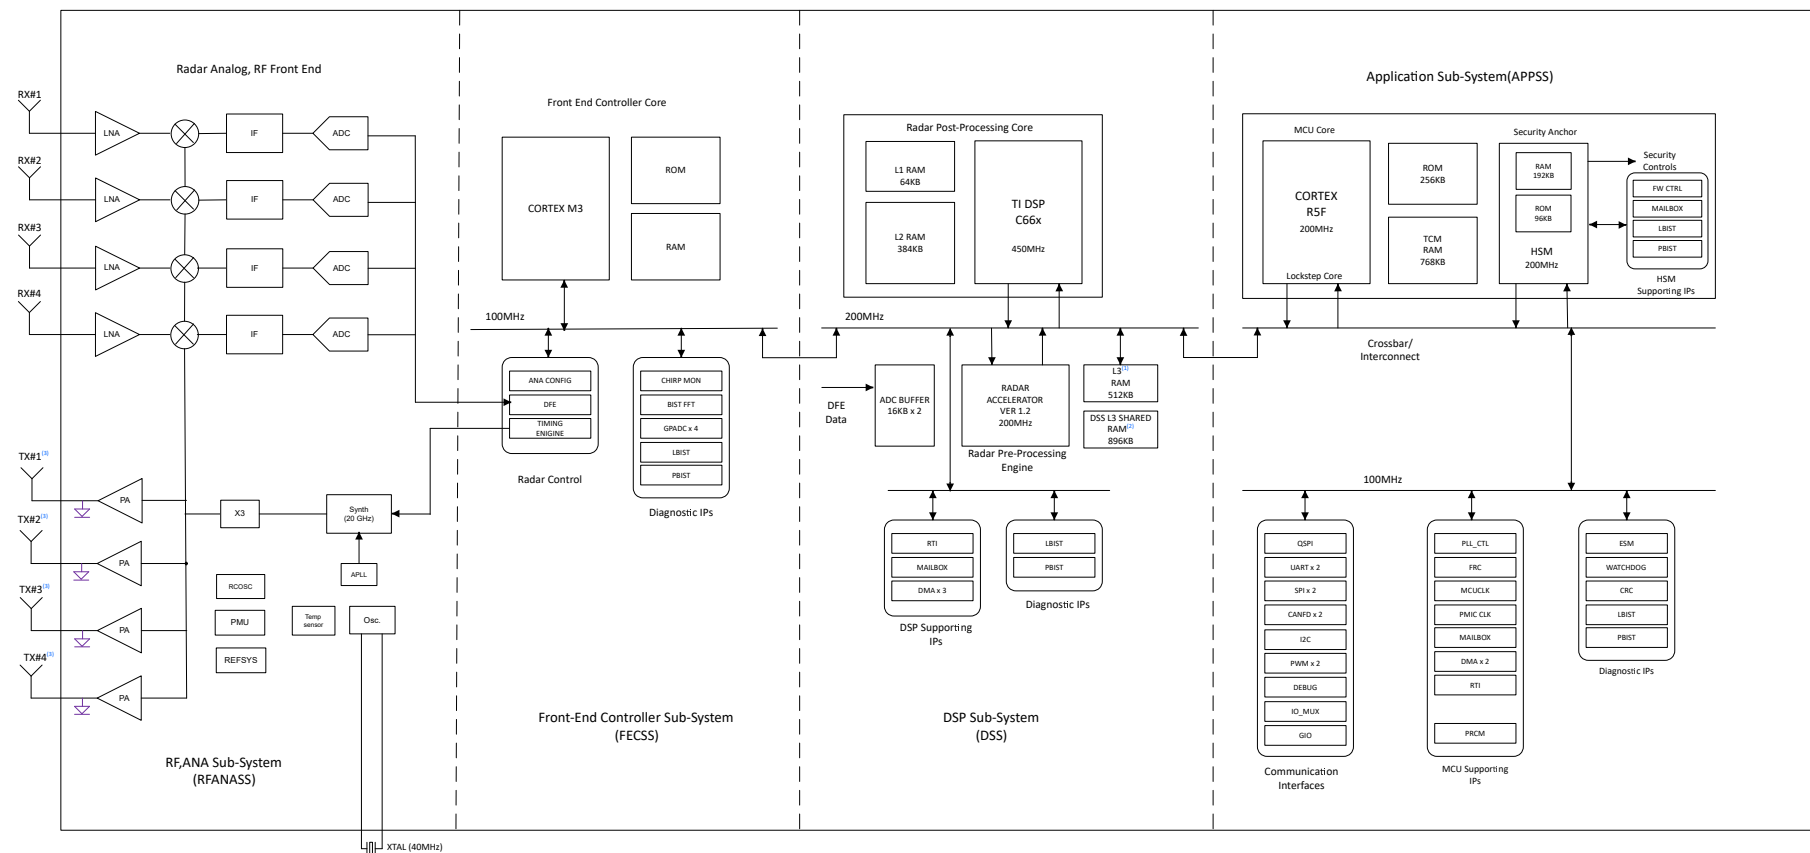 Radar Analog, RF Front End
RX#1
LNA
IF
ADC
RX#2
LNA
IF
ADC
RX#3
LNA
IF
ADC
RX#4
LNA
IF
ADC
TX#1(3)
PA
TX#2(3)
PA
TX#3(3)
PA
TX#4(3)
PA
X3
Synth
(20 GHz)
APLL
RCOSC
PMU
REFSYS
Temp
sensor
Osc.
XTAL (40MHz)
RF,ANA Sub-System
(RFANASS)
Front End Controller Core
CORTEX M3
ROM
RAM
100MHz
ANA CONFIG
DFE
TIMING
ENIGINE
Radar Control
CHIRP MON
BIST FFT
GPADC x 4
LBIST
PBIST
Diagnostic IPs
Front-End Controller Sub-System
(FECSS)
Radar Post-Processing Core
L1 RAM
64KB
L2 RAM
384KB
TI DSP
C66x
450MHz
200MHz
DFE
Data
ADC BUFFER
16KB x 2
RADAR
ACCELERATOR
VER 1.2
200MHz
Radar Pre-Processing
Engine
L3(1)
RAM
512KB
DSS L3 SHARED
RAM(2)
896KB
RTI
MAILBOX
DMA x 3
DSP Supporting
IPs
LBIST
PBIST
Diagnostic IPs
DSP Sub-System
(DSS)
Application Sub-System(APPSS)
MCU Core
CORTEX
R5F
200MHz
Lockstep Core
ROM
256KB
TCM
RAM
768KB
Security Anchor
RAM
192KB
ROM
96KB
HSM
200MHz
Security
Controls
FW CTRL
MAILBOX
LBIST
PBIST
HSM
Supporting IPs
Crossbar/
Interconnect
100MHz
QSPI
UART x 2
SPI x 2
CANFD x 2
I2C
PWM x 2
DEBUG
IO_MUX
GIO
Communication
Interfaces
PLL_CTL
FRC
MCUCLK
PMIC CLK
MAILBOX
DMA x 2
RTI
PRCM
MCU Supporting
IPs
ESM
WATCHDOG
CRC
LBIST
PBIST
Diagnostic IPs